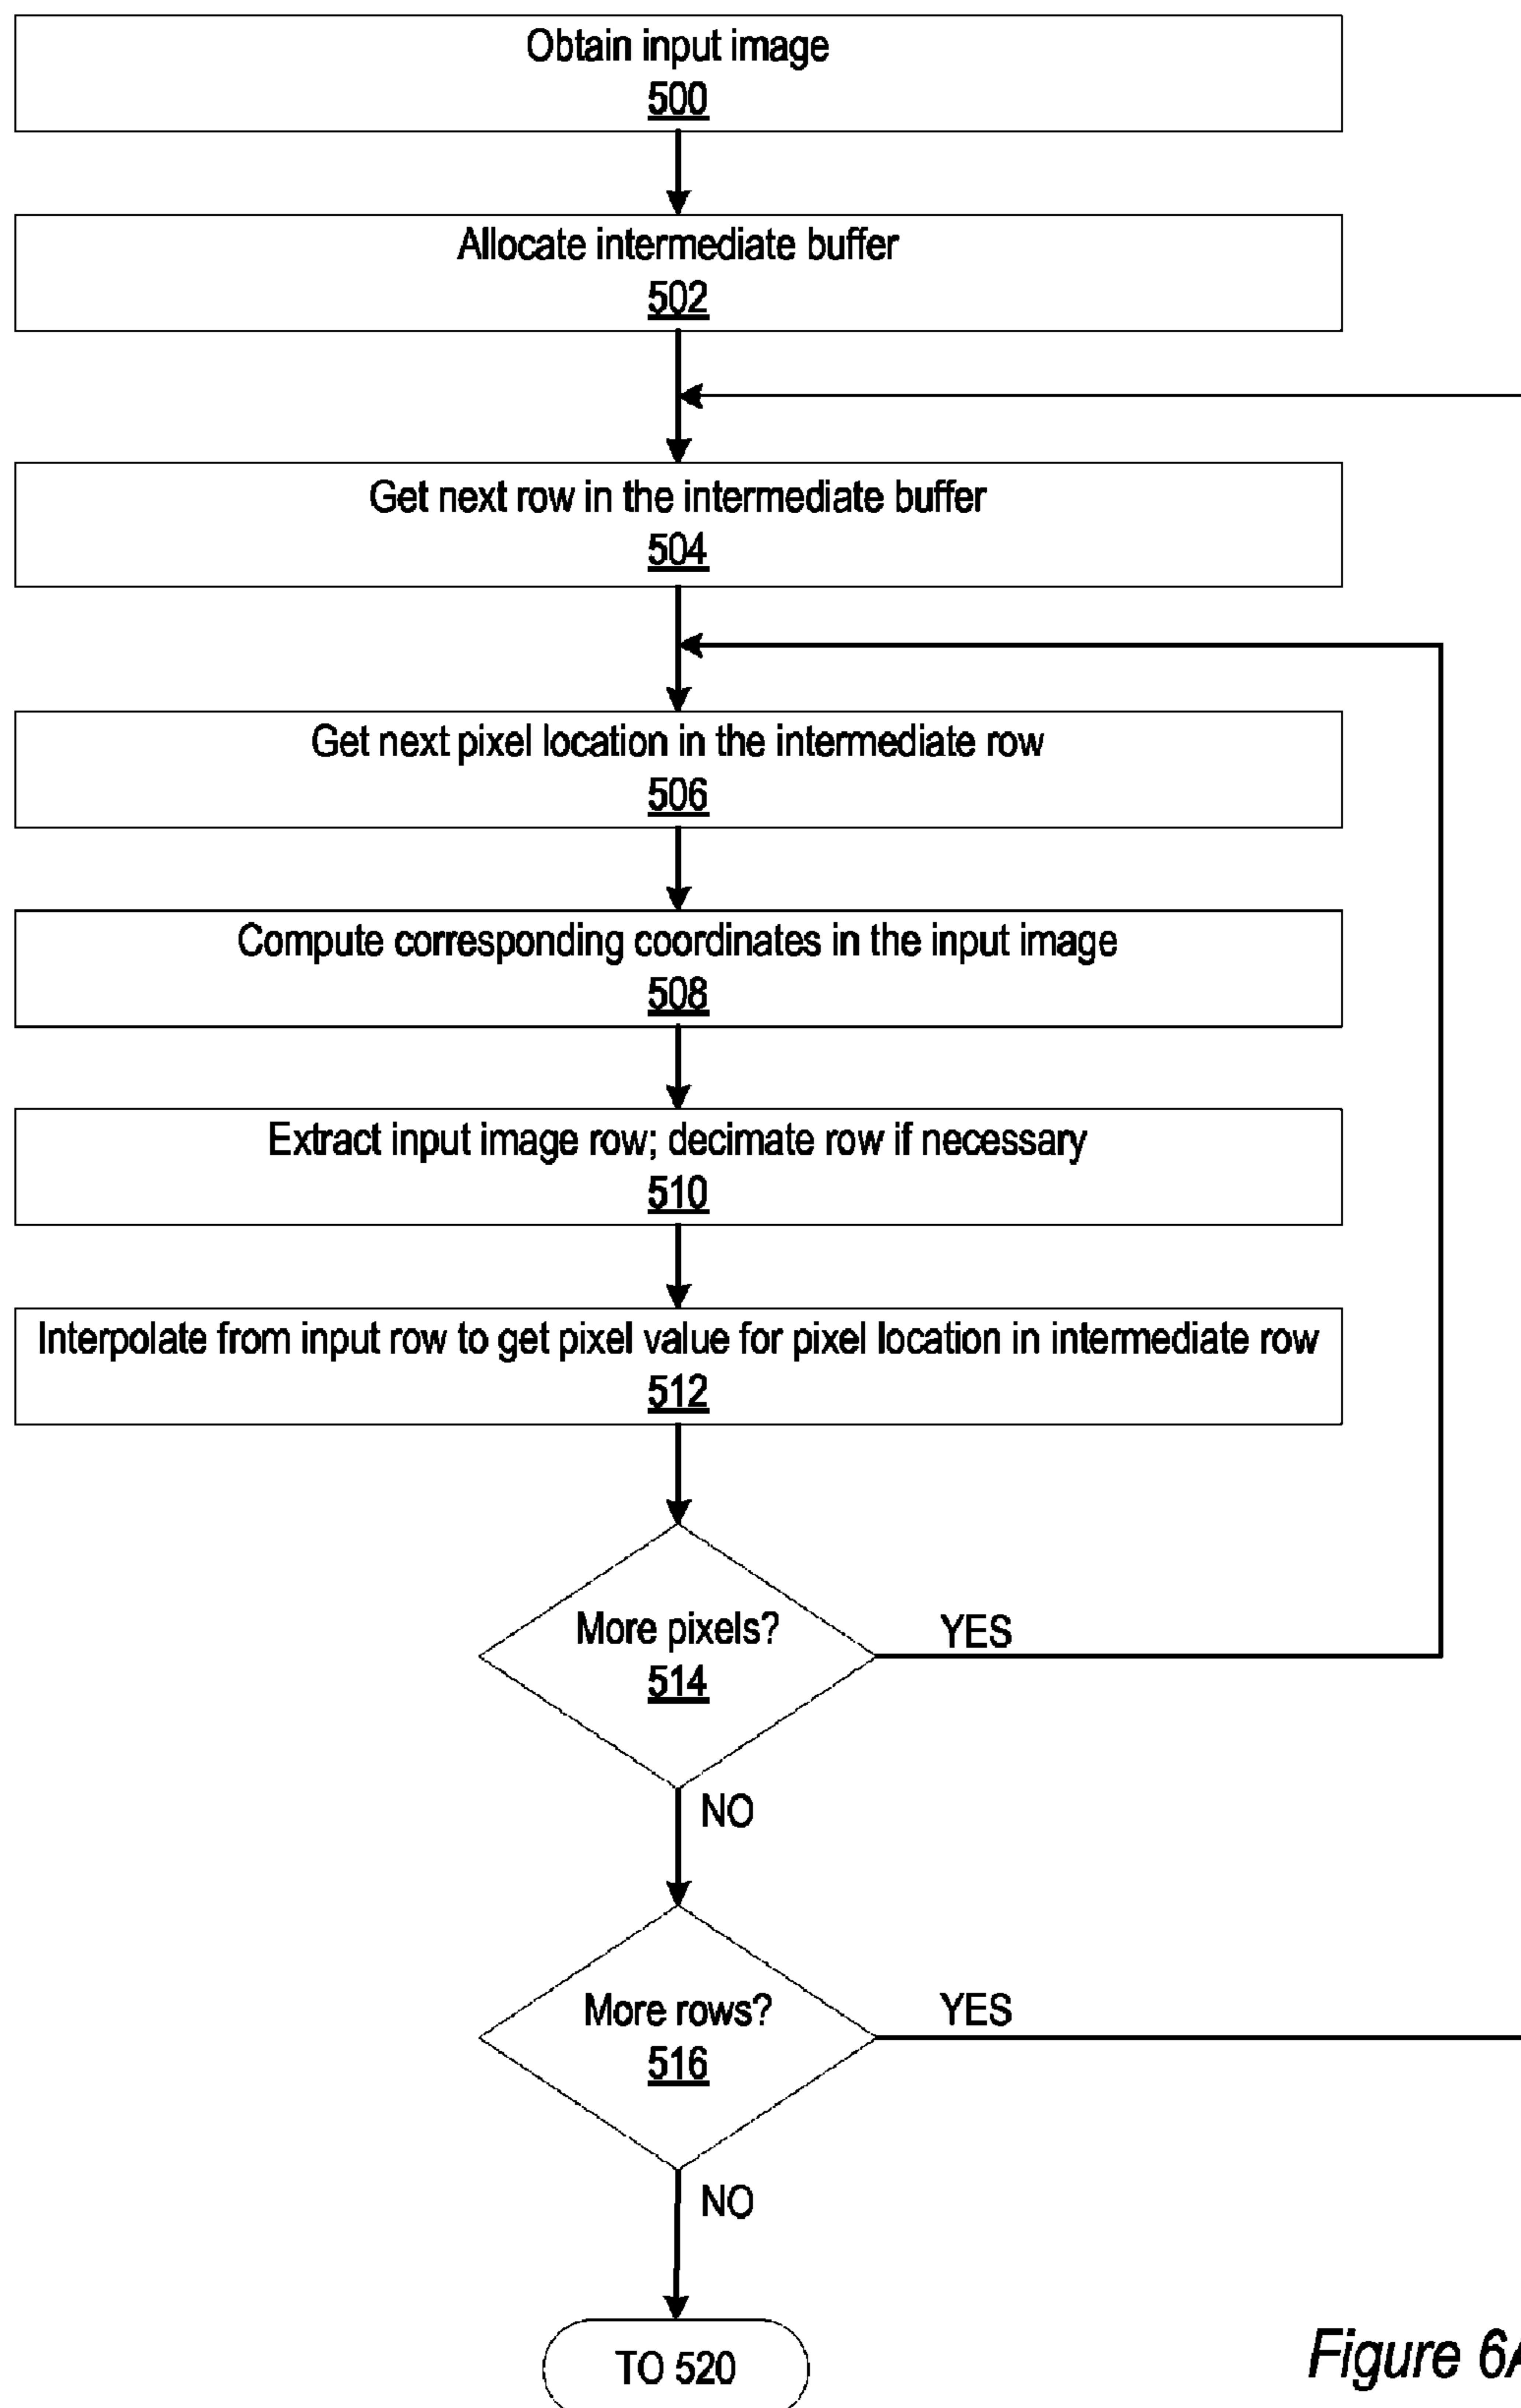 Obtain input image
500
Allocate intermediate buffer
502
Get next row in the intermediate buffer
504
Get next pixel location in the intermediate row
506
Compute corresponding coordinates in the input image
508
Extract input image row; decimate row if necessary
510
Interpolate from input row to get pixel value for pixel location in intermediate row
512
More pixels?
514
YES
NO
More rows?
516
YES
NO
TO 520
Figure 6A